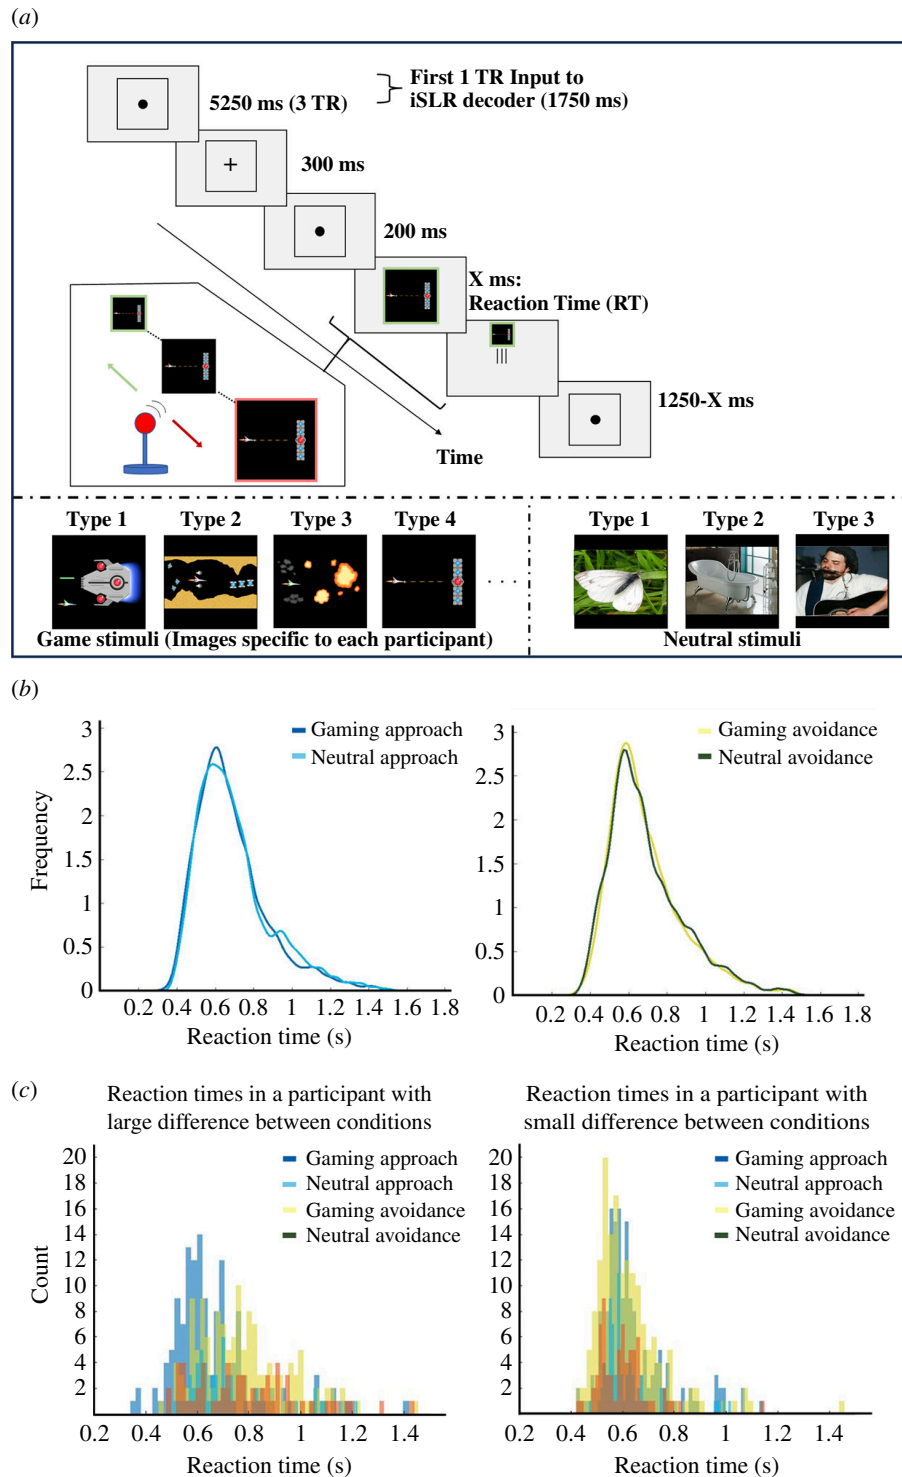 (a)
5250 ms (3 TR)
First 1 TR Input to
iSLR decoder (1750 ms)
300 ms
200 ms
X ms:
Reaction Time (RT)
1250-X ms
Time
Type 1 Type 2 Type 3 Type 4 Type 1 Type 2 Type 3
Game stimuli (Images specific to each participant) Neutral stimuli
(b)
3
2.5
2
1.5
1
0.5
0
Frequency
Gaming approach
Neutral approach
0.2 0.4 0.6 0.8 1 1.2 1.4 1.6 1.8
Reaction time (s)
3
2.5
2
1.5
1
0.5
0
Gaming avoidance
Neutral avoidance
0.2 0.4 0.6 0.8 1 1.2 1.4 1.6 1.8
Reaction time (s)
(c)
Reaction times in a participant with
large difference between conditions
20
18
16
14
12
10
8
6
4
2
Count
Gaming approach
Neutral approach
Gaming avoidance
Neutral avoidance
0.2 0.4 0.6 0.8 1 1.2 1.4
Reaction time (s)
Reaction times in a participant with
small difference between conditions
20
18
16
14
12
10
8
6
4
2
Gaming approach
Neutral approach
Gaming avoidance
Neutral avoidance
0.2 0.4 0.6 0.8 1 1.2 1.4
Reaction time (s)